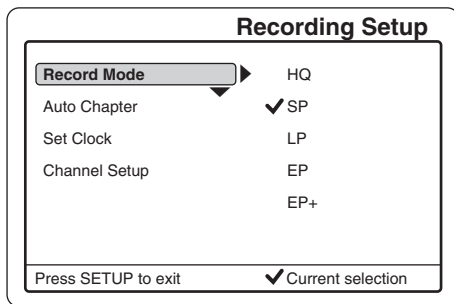 Recording Setup
Record Mode HQ
Auto Chapter ✔SP
Set Clock LP
Channel Setup EP
EP+
Press SETUP to exit ✔Current selection